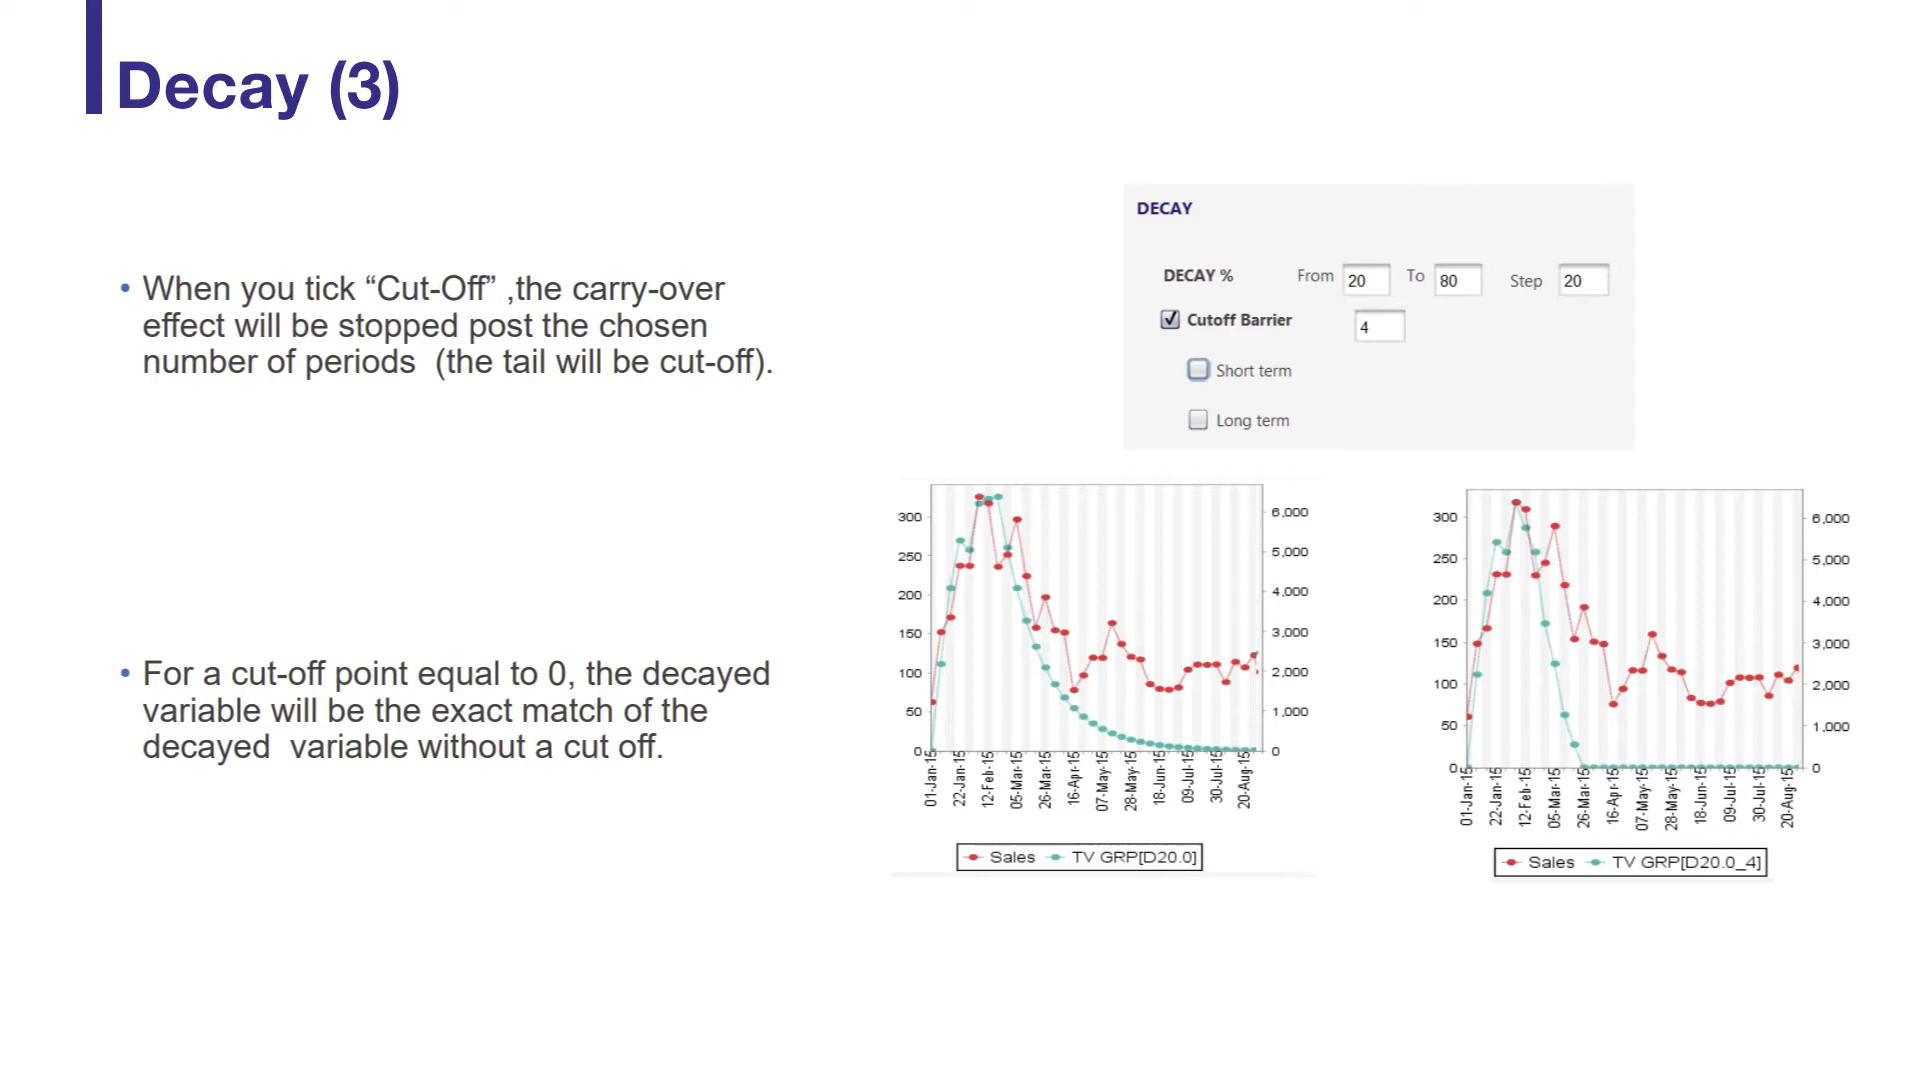 Decay (3)
• When you tick “Cut-Off” ,the carry-over
effect will be stopped post the chosen
number of periods  (the tail will be cut-off).
• For a cut-off point equal to 0, the decayed
variable will be the exact match of the
decayed  variable without a cut off.
DECAY
DECAY % From 20 To 80 Step 20
Cutoff Barrier 4
Short term
Long term
300
250
200
150
100
50
0
6,000
5,000
4,000
3,000
2,000
1,000
0
01-Jan-15
22-Jan-15
12-Feb-15
05-Mar-15
26-Mar-15
16-Apr-15
07-May-15
28-May-15
18-Jun-15
09-Jul-15
30-Jul-15
20-Aug-15
Sales TV GRP[D20.0]
300
250
200
150
100
50
0
6,000
5,000
4,000
3,000
2,000
1,000
0
01-Jan-15
22-Jan-15
12-Feb-15
05-Mar-15
26-Mar-15
16-Apr-15
07-May-15
28-May-15
18-Jun-15
09-Jul-15
30-Jul-15
20-Aug-15
Sales TV GRP[D20.0_4]